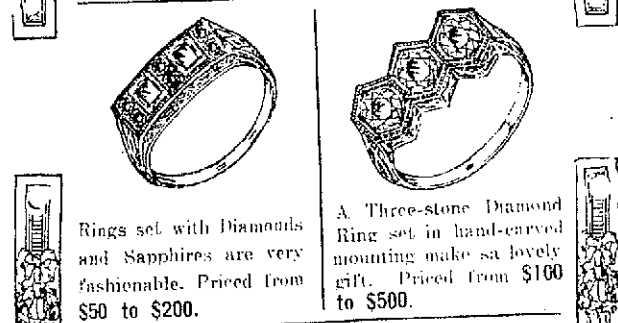 Rings set with Diamonds
and Sapphires are very
fashionable. Priced from
$50 to $200.
A Three-stone Diamond
Ring set in hand-carved
mounting make sa lovely
gift. Priced from $100
to $500.